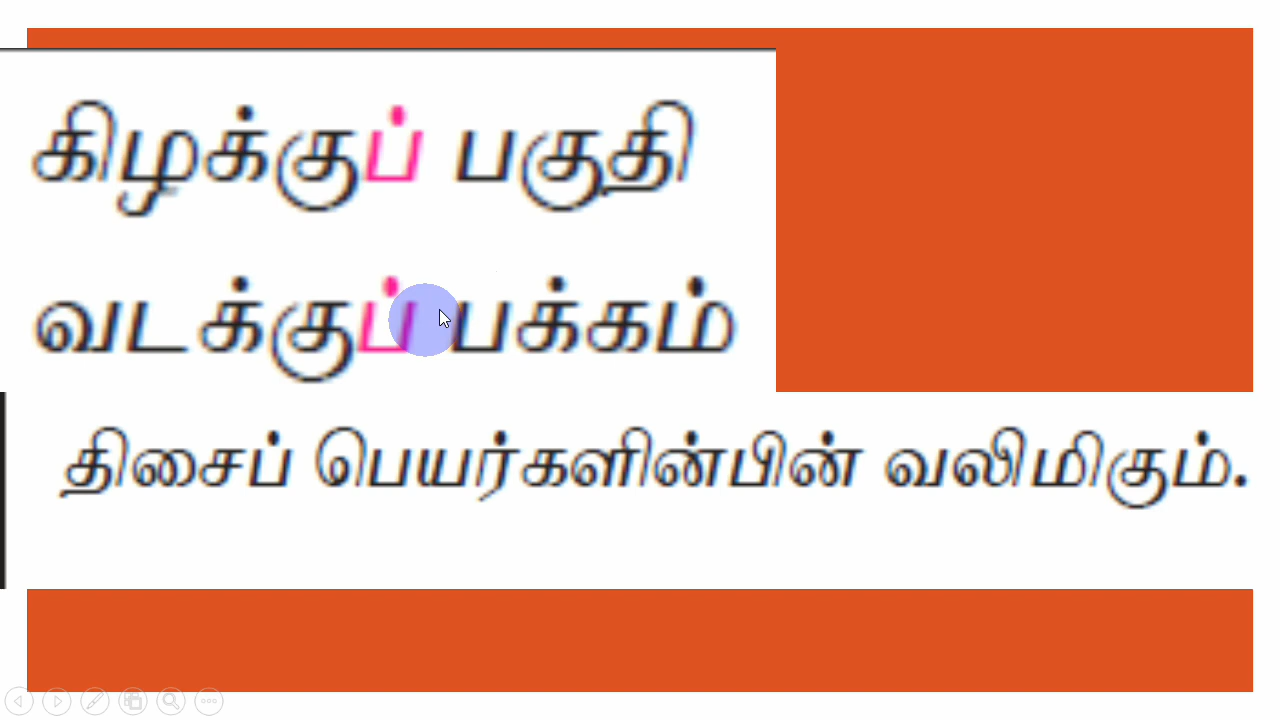 கிழக்குப் பகுதி
வடக்குப் பக்கம்
திசைப் பெயர்களின்பின் வலிமிகும்.